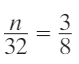 n/32 = 3/8